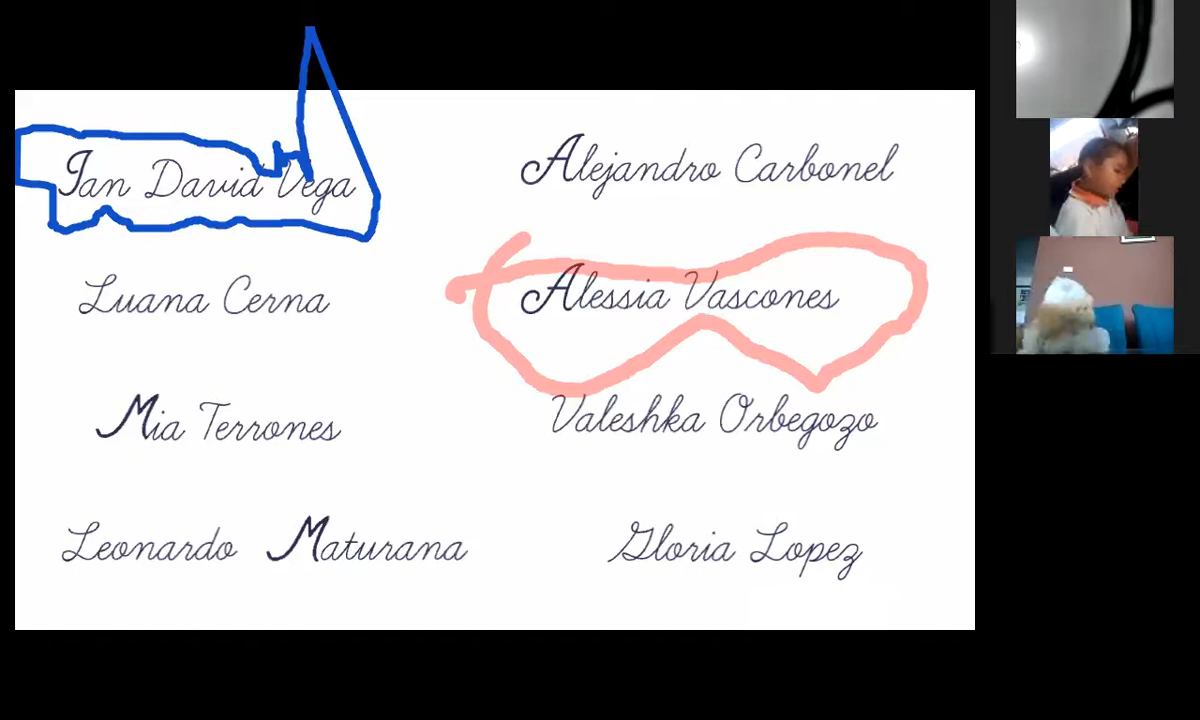 Ian David Vega
Alejandro Carbonel
Luana Cerna
Alessia Vascones
Mia Terrones
Valeshka Orbegozo
Leonardo Maturana
Gloria Lopez